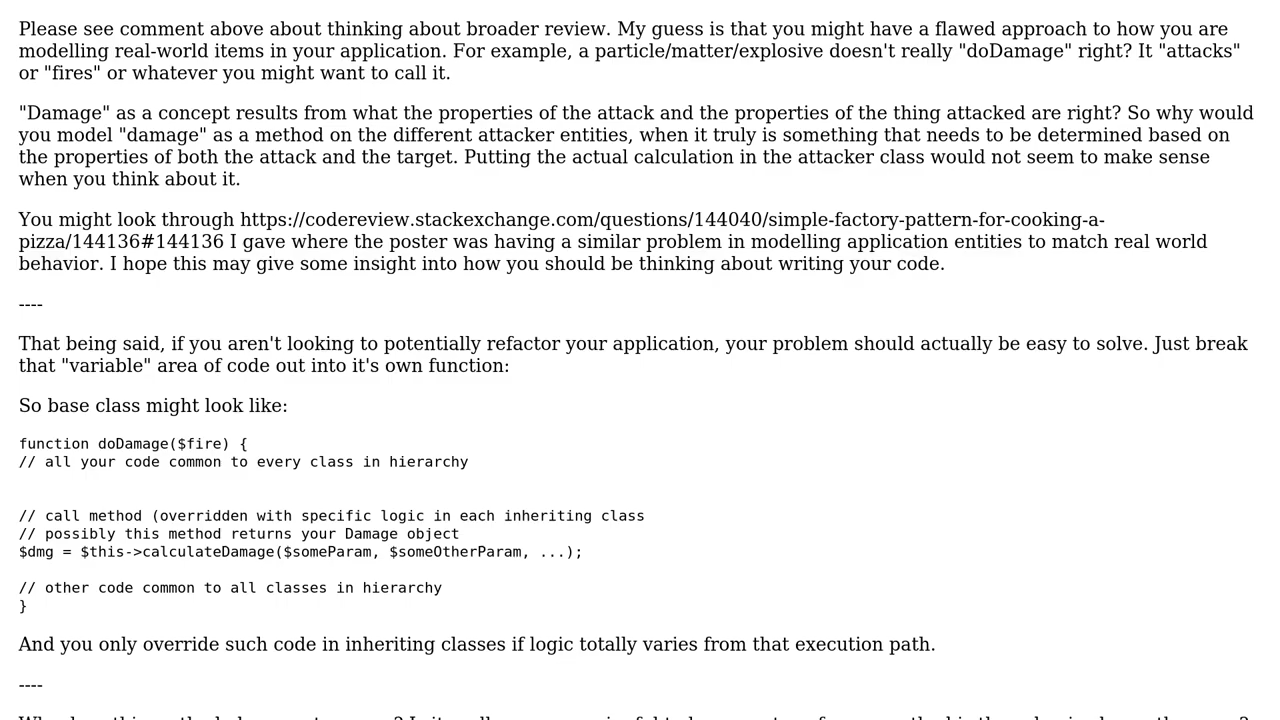 Please see comment above about thinking about broader review. My guess is that you might have a flawed approach to how you are
modelling real-world items in your application. For example, a particle/matter/explosive doesn't really "doDamage" right? It "attacks"
or "fires" or whatever you might want to call it.
"Damage" as a concept results from what the properties of the attack and the properties of the thing attacked are right? So why would
you model "damage" as a method on the different attacker entities, when it truly is something that needs to be determined based on
the properties of both the attack and the target. Putting the actual calculation in the attacker class would not seem to make sense
when you think about it.
You might look through https://codereview.stackexchange.com/questions/144040/simple-factory-pattern-for-cooking-a-
pizza/144136#144136 I gave where the poster was having a similar problem in modelling application entities to match real world
behavior. I hope this may give some insight into how you should be thinking about writing your code.
----
That being said, if you aren't looking to potentially refactor your application, your problem should actually be easy to solve. Just break
that "variable" area of code out into it's own function:
So base class might look like:
function doDamage($fire) {
// all your code common to every class in hierarchy
// call method (overridden with specific logic in each inheriting class
// possibly this method returns your Damage object
$dmg = $this->calculateDamage($someParam, $someOtherParam, ...);
// other code common to all classes in hierarchy
}
And you only override such code in inheriting classes if logic totally varies from that execution path.
----